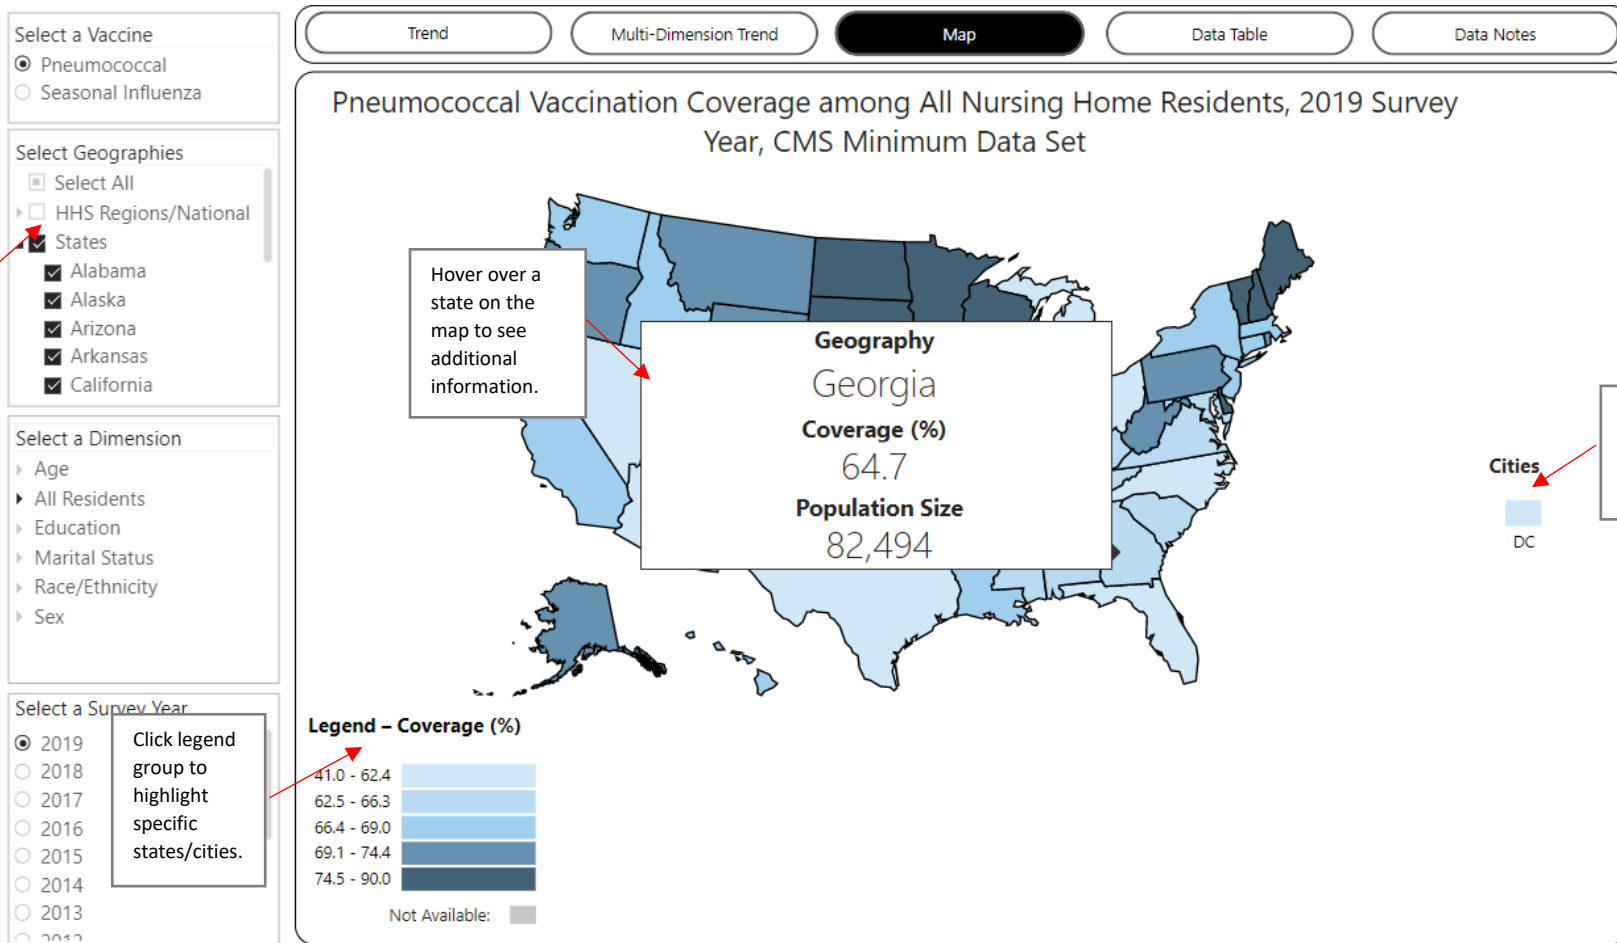 Select a Vaccine
Pneumococcal
Seasonal Influenza
Select Geographies
Select All
HHS Regions/National
States
Alabama
Alaska
Arizona
Arkansas
California
Select a Dimension
Age
All Residents
Education
Marital Status
Race/Ethnicity
Sex
Select a Survey Year
2019
2018
2017
2016
2015
2014
2013
2012
Click legend
group to
highlight
specific
states/cities.
Trend
Multi-Dimension Trend
Map
Data Table
Data Notes
Pneumococcal Vaccination Coverage among All Nursing Home Residents, 2019 Survey
Year, CMS Minimum Data Set
Hover over a
state on the
map to see
additional
information.
Geography
Georgia
Coverage (%)
64.7
Population Size
82,494
Cities
DC
Legend – Coverage (%)
41.0 - 62.4
62.5 - 66.3
66.4 - 69.0
69.1 - 74.4
74.5 - 90.0
Not Available: